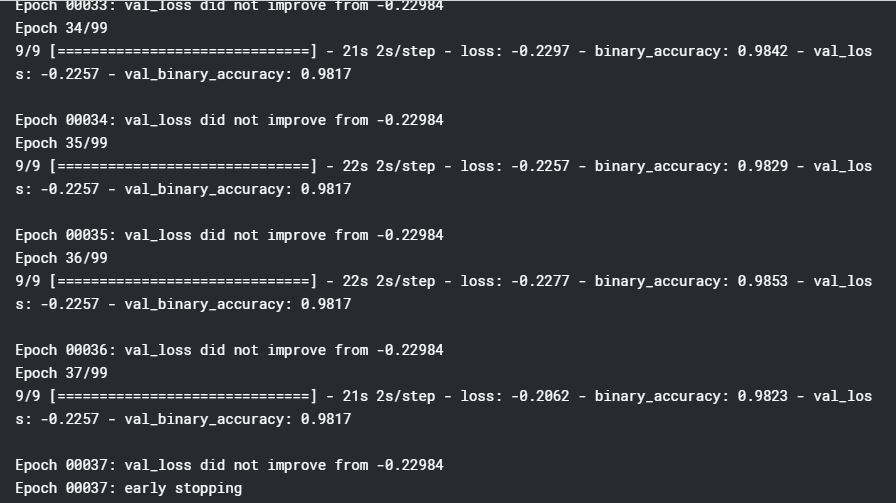 Epoch 00033: val_loss did not improve from -0.22984
Epoch 34/99
9/9 [==============================] - 21s 2s/step - loss: -0.2297 - binary_accuracy: 0.9842 - val_los
s: -0.2257 - val_binary_accuracy: 0.9817
Epoch 00034: val_loss did not improve from -0.22984
Epoch 35/99
9/9 [==============================] - 22s 2s/step - loss: -0.2257 - binary_accuracy: 0.9829 - val_los
s: -0.2257 - val_binary_accuracy: 0.9817
Epoch 00035: val_loss did not improve from -0.22984
Epoch 36/99
9/9 [==============================] - 22s 2s/step - loss: -0.2277 - binary_accuracy: 0.9853 - val_los
s: -0.2257 - val_binary_accuracy: 0.9817
Epoch 00036: val_loss did not improve from -0.22984
Epoch 37/99
9/9 [==============================] - 21s 2s/step - loss: -0.2062 - binary_accuracy: 0.9823 - val_los
s: -0.2257 - val_binary_accuracy: 0.9817
Epoch 00037: val_loss did not improve from -0.22984
Epoch 00037: early stopping